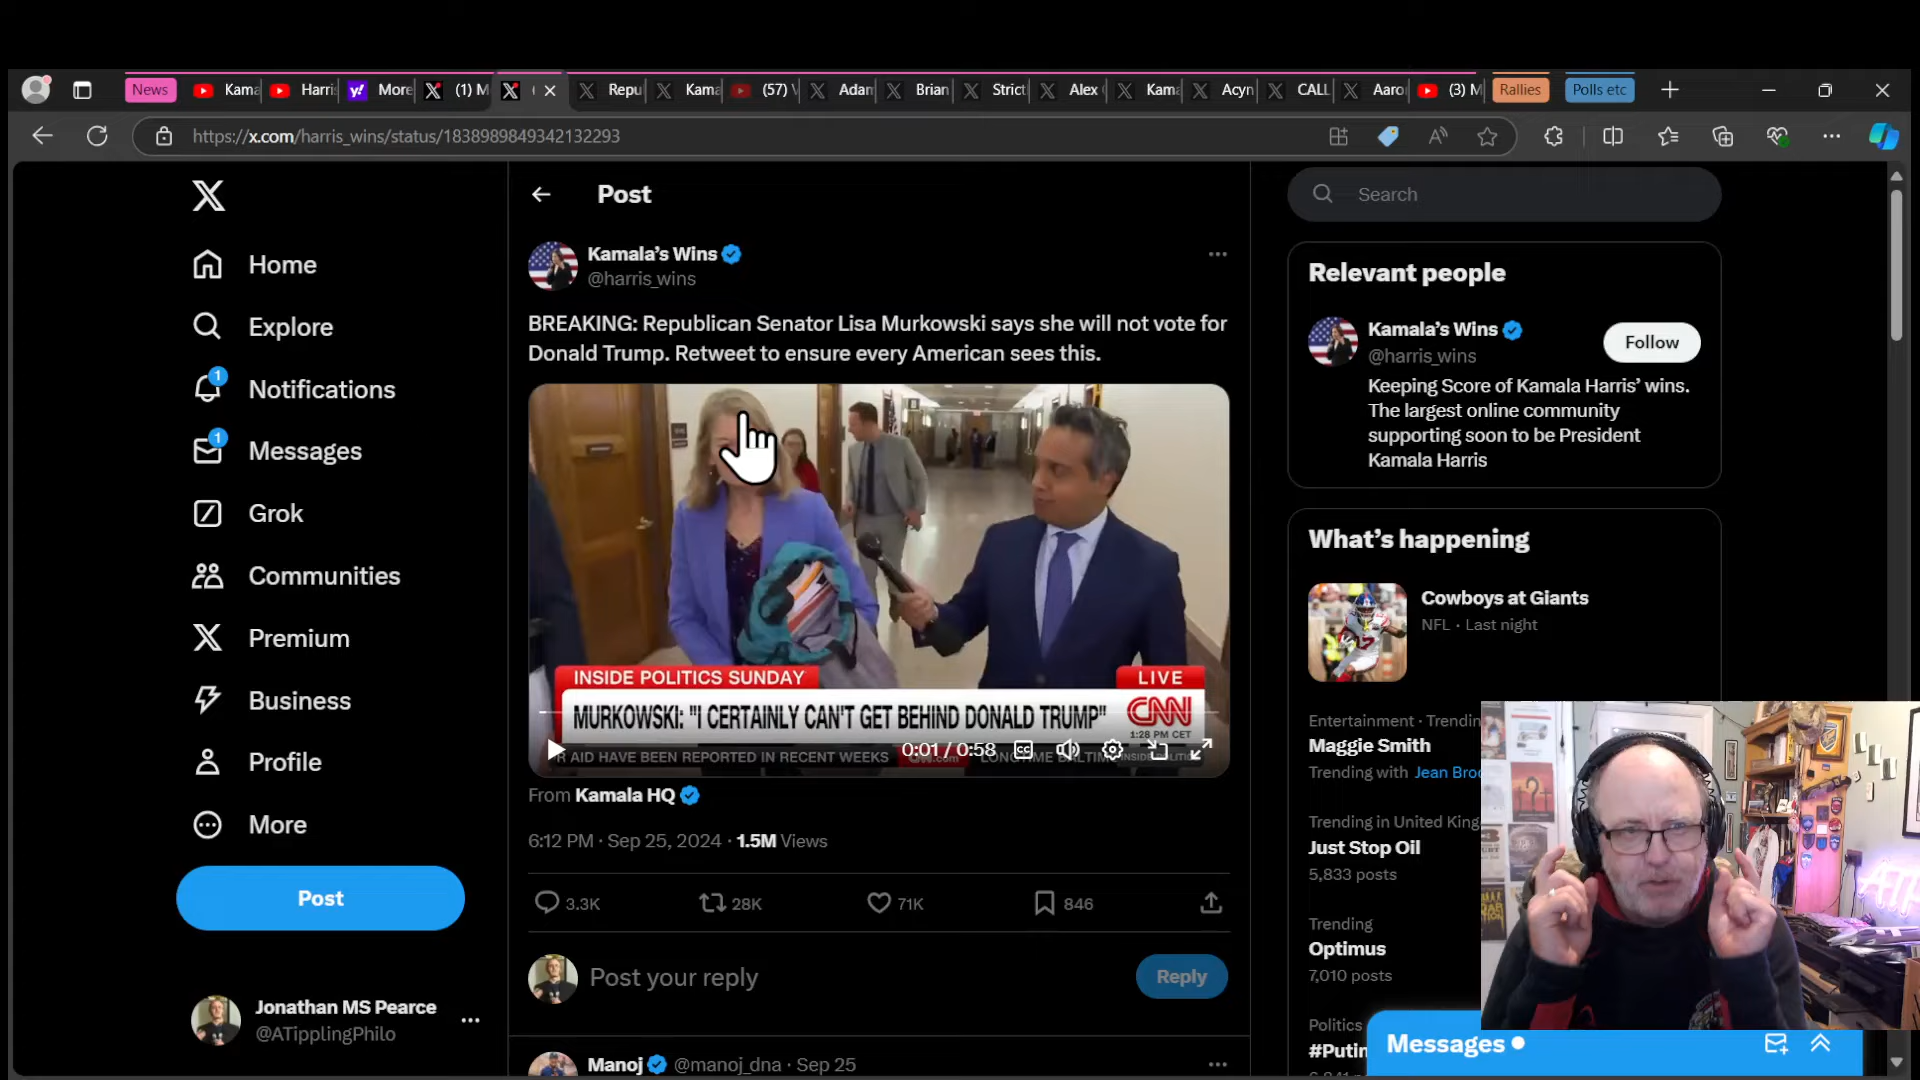 News
Kama
Harri
More
(1) M
Repu
Kama
(57) V
Adam
Brian
Strict
Alex
Kama
Acyn
CALL
Aaro
(3) M
Rallies
Polls etc
https://x.com/harris_wins/status/1838989849342132293
Home
Explore
1
Notifications
1
Messages
Grok
Communities
Premium
Business
Profile
More
Post
Jonathan MS Pearce
@ATipplingPhilo
Post
Kamala's Wins
@harris_wins
BREAKING: Republican Senator Lisa Murkowski says she will not vote for
Donald Trump. Retweet to ensure every American sees this.
INSIDE POLITICS SUNDAY
LIVE
MURKOWSKI: "I CERTAINLY CAN'T GET BEHIND DONALD TRUMP"
CNN
1:28 PM CET
0:01 / 0:58
CC
R AID HAVE BEEN REPORTED IN RECENT WEEKS
From Kamala HQ
6:12 PM · Sep 25, 2024 · 1.5M Views
3.3K
28K
71K
846
Post your reply
Reply
Manoj @manoj_dna · Sep 25
Search
Relevant people
Kamala's Wins
@harris_wins
Follow
Keeping Score of Kamala Harris' wins.
The largest online community
supporting soon to be President
Kamala Harris
What's happening
Cowboys at Giants
NFL · Last night
Entertainment · Trending
Maggie Smith
Trending with Jean Bro
Trending in United King
Just Stop Oil
5,833 posts
Trending
Optimus
7,010 posts
Politics
#Putin
Messages